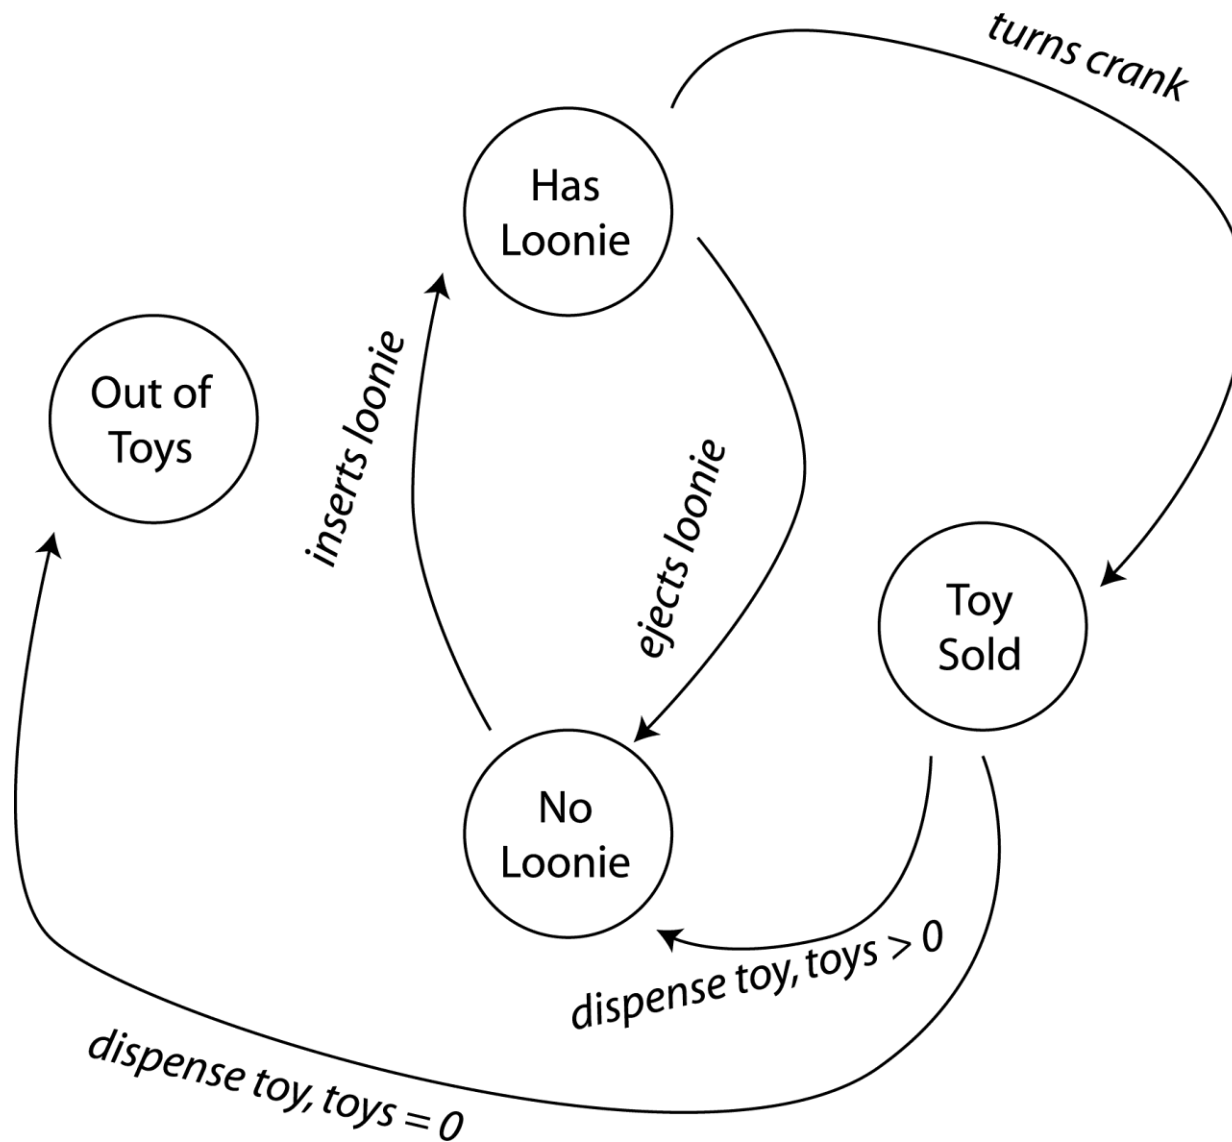 turns crank
Has
Loonie
Out of
Toys
inserts loonie
ejects loonie
Toy
Sold
No
Loonie
dispense toy, toys > 0
dispense toy, toys = 0